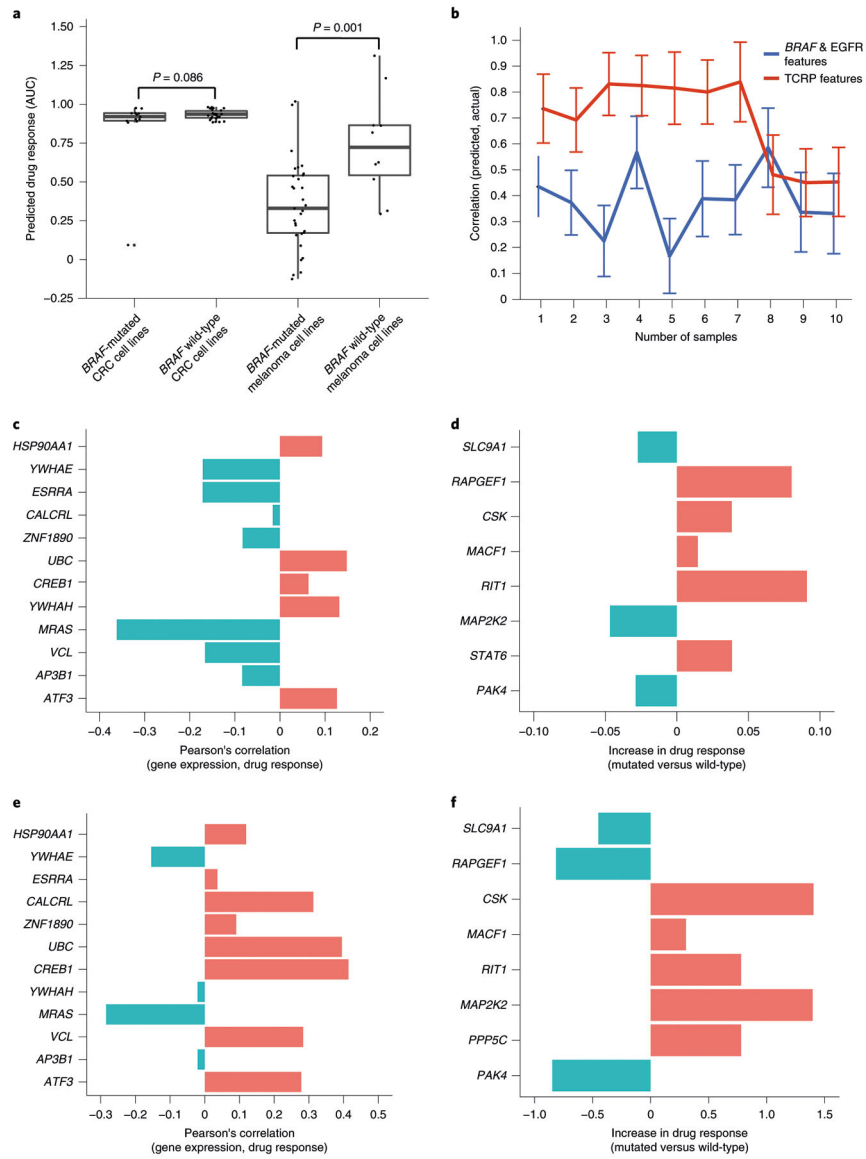 a
Predicted drug response (AUC)
1.50
1.25
1.00
0.75
0.50
0.25
0
−0.25
P = 0.086
P = 0.001
BRAF-mutated
CRC cell lines
BRAF wild-type
CRC cell lines
BRAF-mutated
melanoma cell lines
BRAF wild-type
melanoma cell lines
b
Correlation (predicted, actual)
1.0
0.9
0.8
0.7
0.6
0.5
0.4
0.3
0.2
0.1
0
BRAF & EGFR
features
TCRP features
1 2 3 4 5 6 7 8 9 10
Number of samples
c
HSP90AA1
YWHAE
ESRRA
CALCRL
ZNF1890
UBC
CREB1
YWHAH
MRAS
VCL
AP3B1
ATF3
−0.4 −0.3 −0.2 −0.1 0 0.1 0.2
Pearson's correlation
(gene expression, drug response)
d
SLC9A1
RAPGEF1
CSK
MACF1
RIT1
MAP2K2
STAT6
PAK4
−0.10 −0.05 0 0.05 0.10
Increase in drug response
(mutated versus wild-type)
e
HSP90AA1
YWHAE
ESRRA
CALCRL
ZNF1890
UBC
CREB1
YWHAH
MRAS
VCL
AP3B1
ATF3
−0.3 −0.2 −0.1 0 0.1 0.2 0.3 0.4 0.5
Pearson's correlation
(gene expression, drug response)
f
SLC9A1
RAPGEF1
CSK
MACF1
RIT1
MAP2K2
PPP5C
PAK4
−1.0 −0.5 0 0.5 1.0 1.5
Increase in drug response
(mutated versus wild-type)